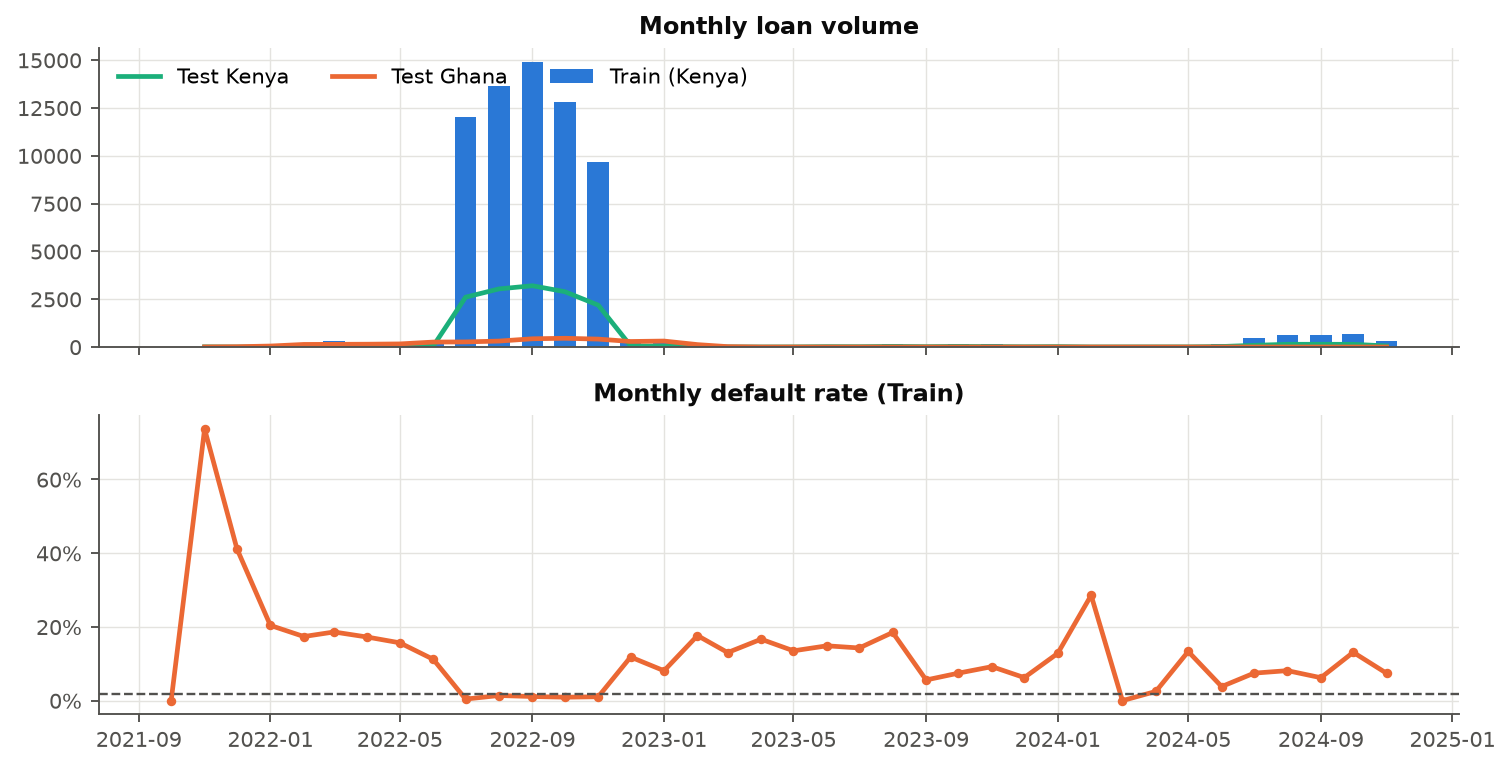 Monthly loan volume
15000
12500
10000
7500
5000
2500
0
Test Kenya Test Ghana Train (Kenya)
Monthly default rate (Train)
60%
40%
20%
0%
2021-09 2022-01 2022-05 2022-09 2023-01 2023-05 2023-09 2024-01 2024-05 2024-09 2025-01